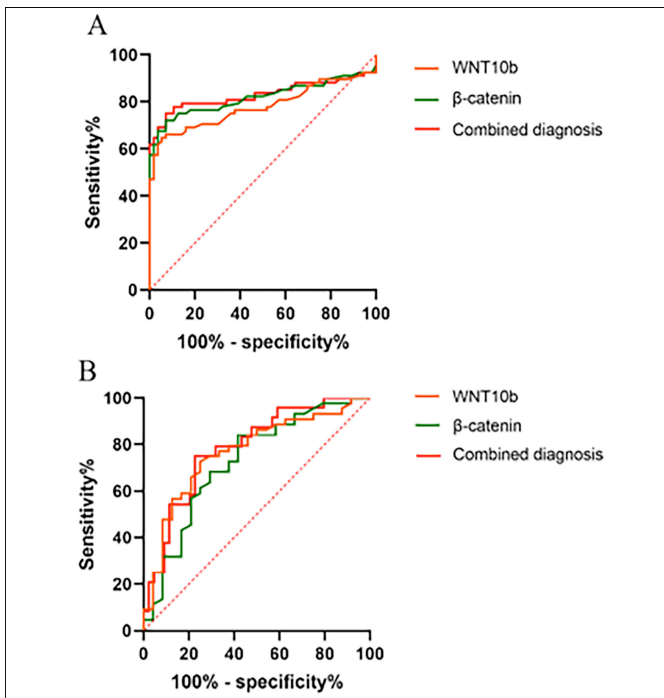 A
100
80
60
40
20
0
Sensitivity%
0 20 40 60 80 100
100% - specificity%
WNT10b
β-catenin
Combined diagnosis
B
100
80
60
40
20
0
Sensitivity%
0 20 40 60 80 100
100% - specificity%
WNT10b
β-catenin
Combined diagnosis